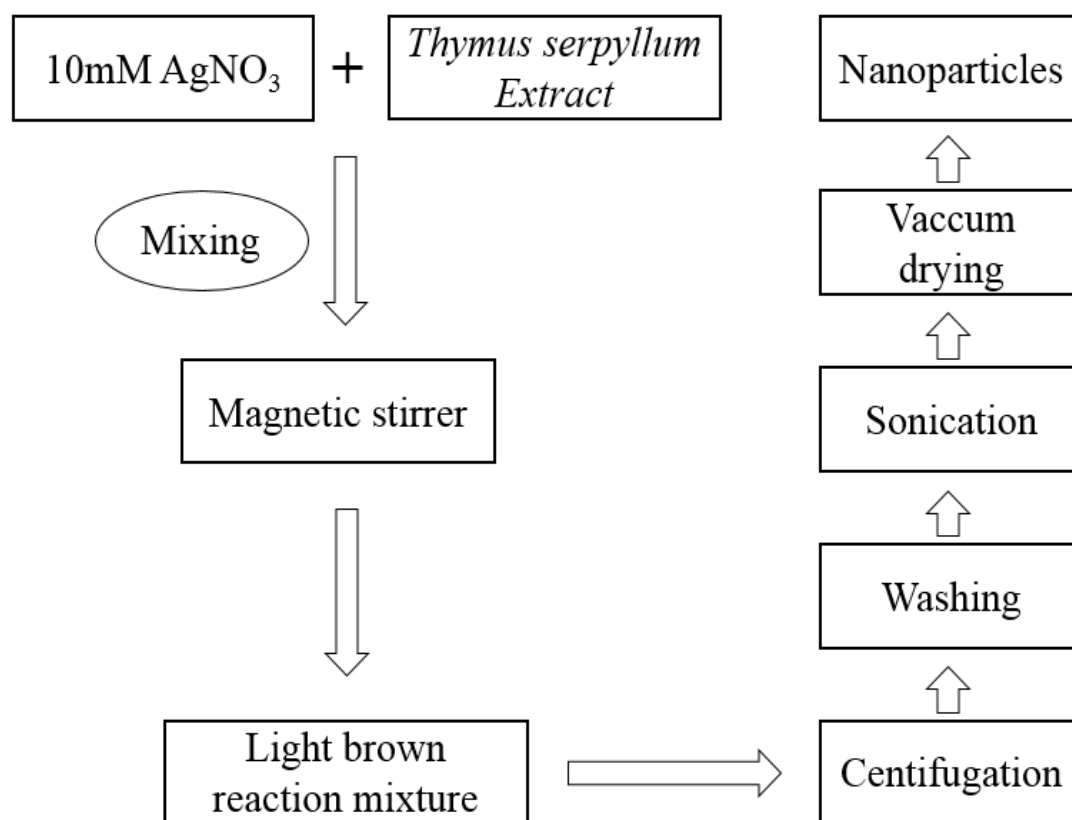 10mM AgNO₃
+
Thymus serpyllum
Extract
Mixing
Magnetic stirrer
Light brown
reaction mixture
Centifugation
Washing
Sonication
Vaccum
drying
Nanoparticles